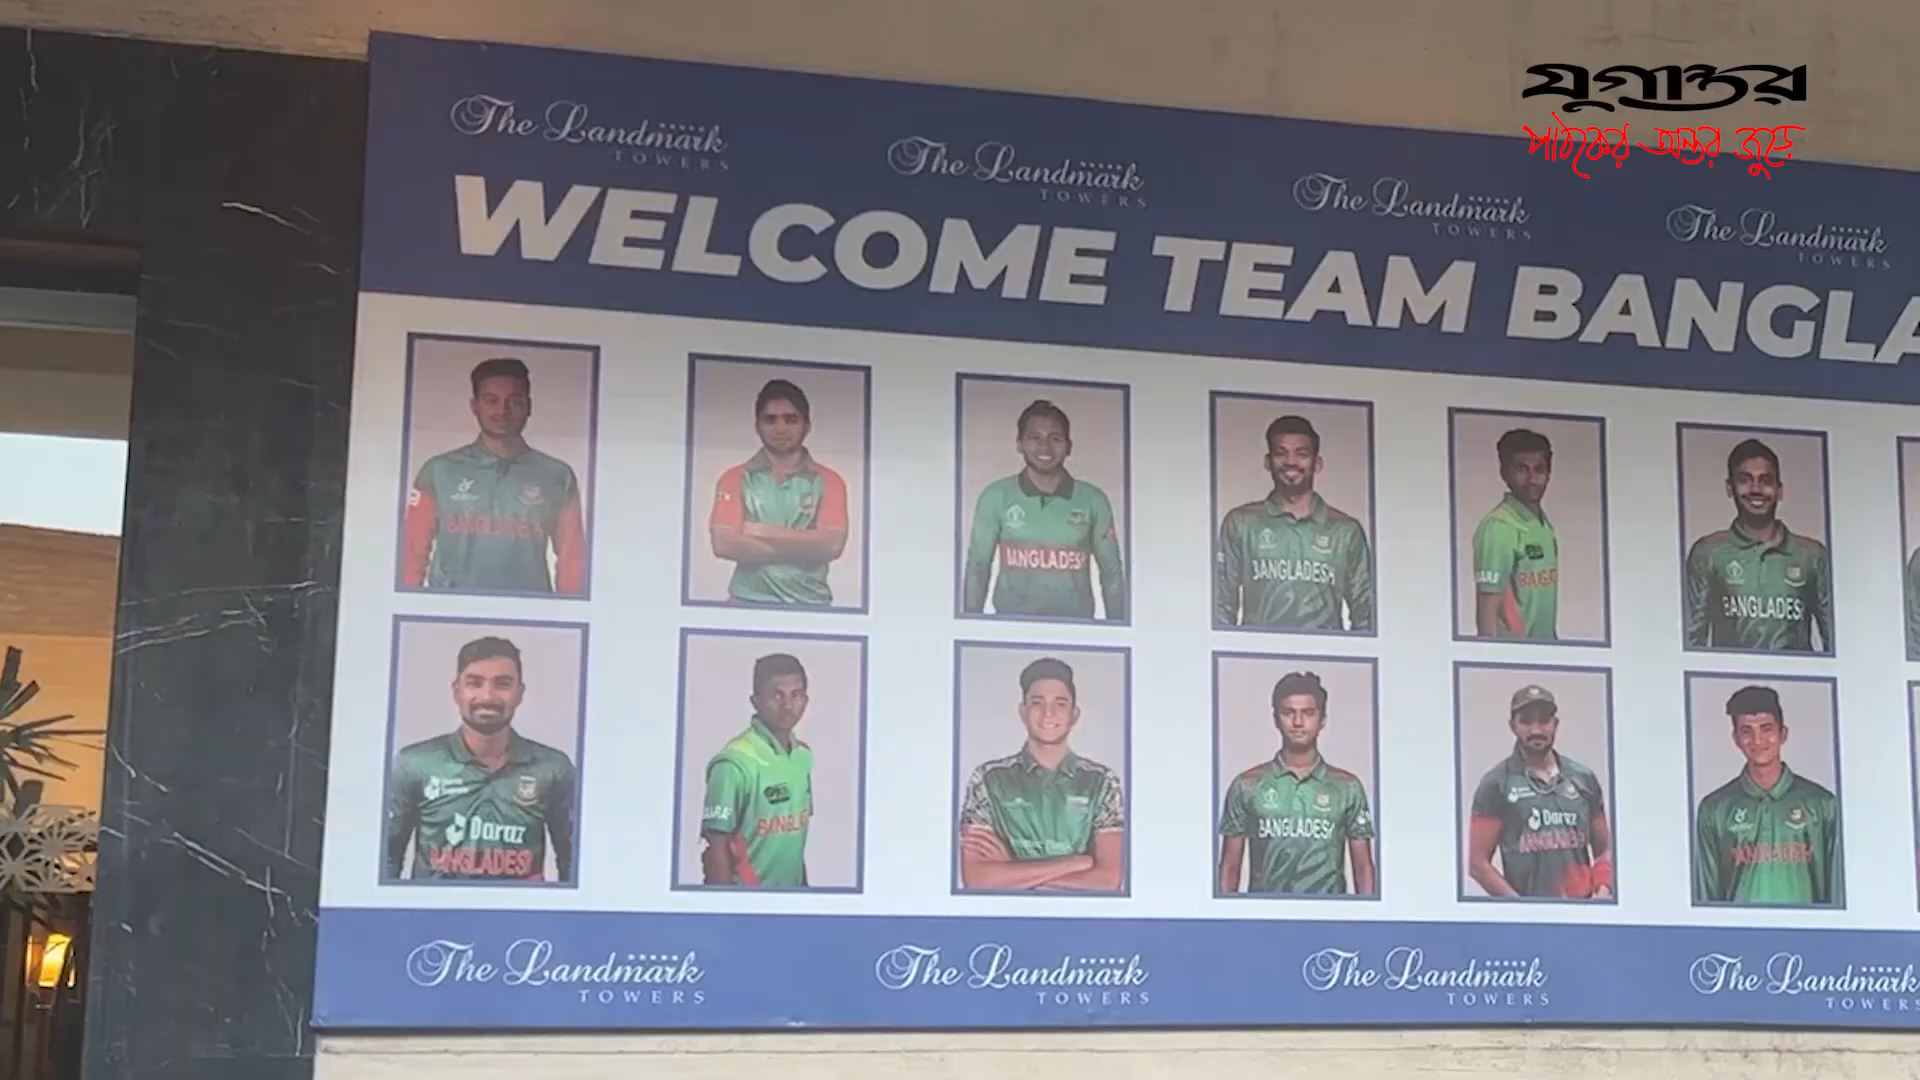 যুগান্তর
পাঠকের অন্তর জুড়ে
The Landmark TOWERS
The Landmark TOWERS
The Landmark TOWERS
The Landmark TOWERS
WELCOME TEAM BANGLA
BANGLADESH
BANGLADESH
BANGLADESH
BANGLADESH
Daraz
BANGLADESH
BANGLADESH
Daraz
BANGLADESH
BANGLADESH
The Landmark TOWERS
The Landmark TOWERS
The Landmark TOWERS
The Landmark TOWERS